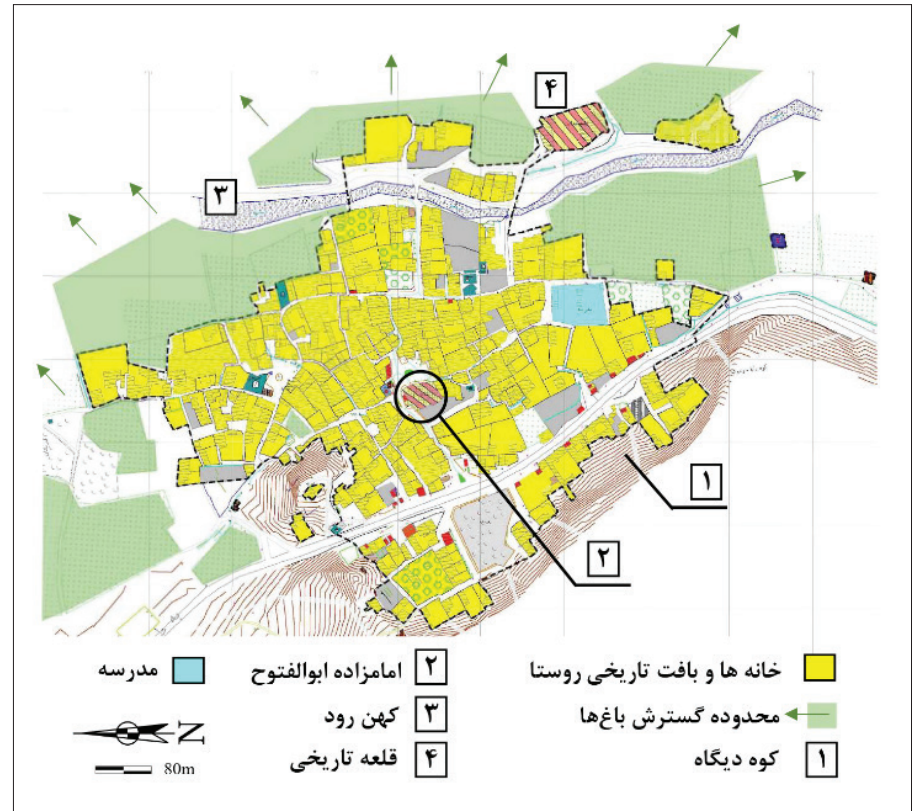 ۴
۳
۱
۲
خانه ها و بافت تاریخی روستا
۲ امامزاده ابوالفتوح
مدرسه
محدوده گسترش باغ‌ها
۳ کهن رود
۱ کوه دیگاه
۴ قلعه تاریخی
N
80m